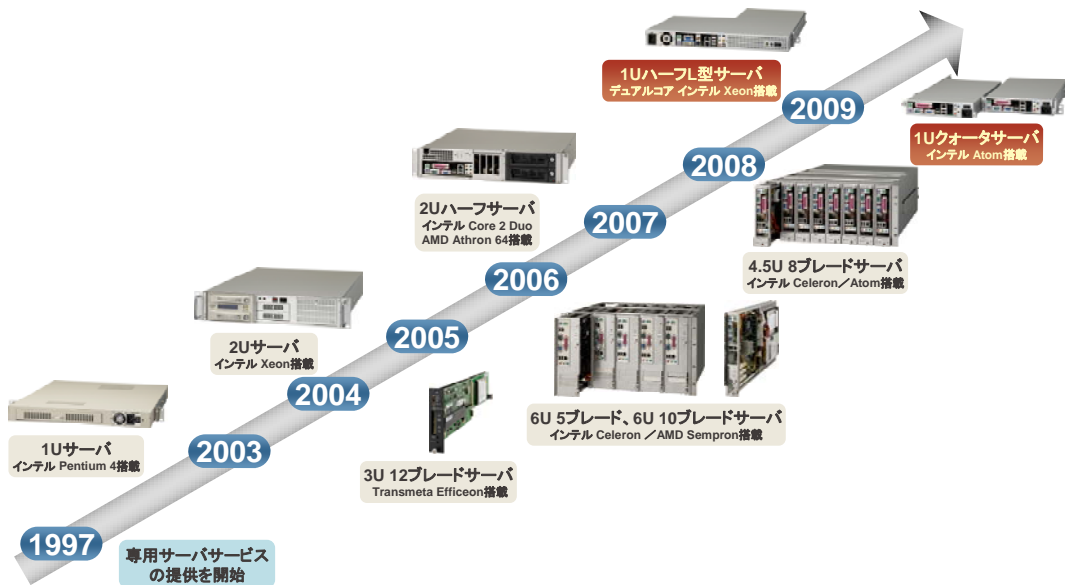 1UハーフL型サーバ
デュアルコア インテル Xeon搭載
2009
1Uクォータサーバ
インテル Atom搭載
2008
2Uハーフサーバ
インテル Core 2 Duo
AMD Athron 64搭載
2007
4.5U 8ブレードサーバ
インテル Celeron／Atom搭載
2006
2Uサーバ
インテル Xeon搭載
2005
6U 5ブレード、6U 10ブレードサーバ
インテル Celeron ／AMD Sempron搭載
2004
1Uサーバ
インテル Pentium 4搭載
2003
3U 12ブレードサーバ
Transmeta Efficeon搭載
1997
専用サーバサービス
の提供を開始